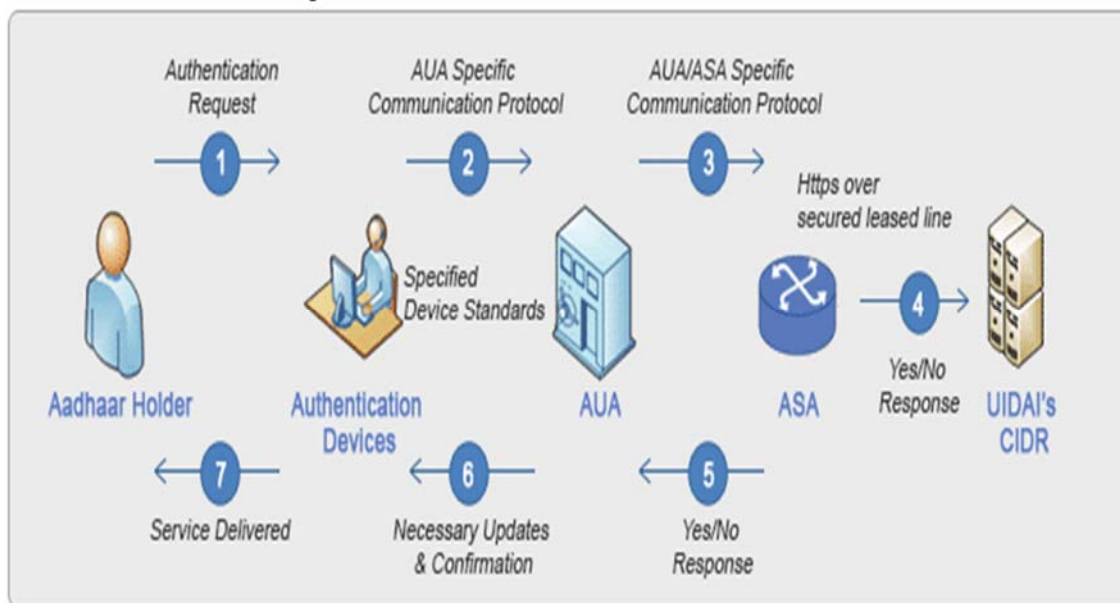 Authentication
Request
AUA Specific
Communication Protocol
AUA/ASA Specific
Communication Protocol
1
2
3
Https over
secured leased line
Specified
Device Standards
4
Yes/No
Response
Aadhaar Holder
Authentication
Devices
AUA
ASA
UIDAI's
CIDR
7
6
5
Service Delivered
Necessary Updates
& Confirmation
Yes/No
Response